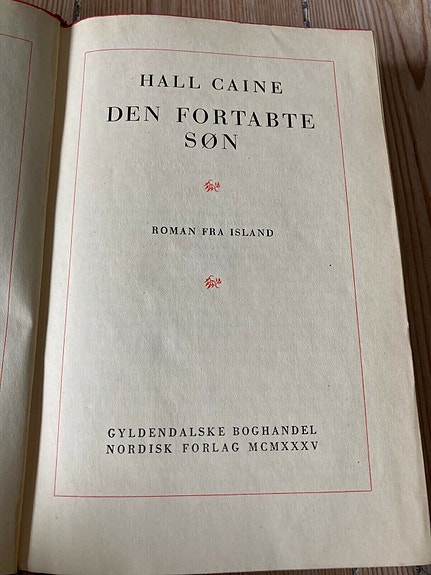 HALL CAINE
DEN FORTABTE
SØN
ROMAN FRA ISLAND
GYLDENDALSKE BOGHANDEL
NORDISK FORLAG MCMXXXV